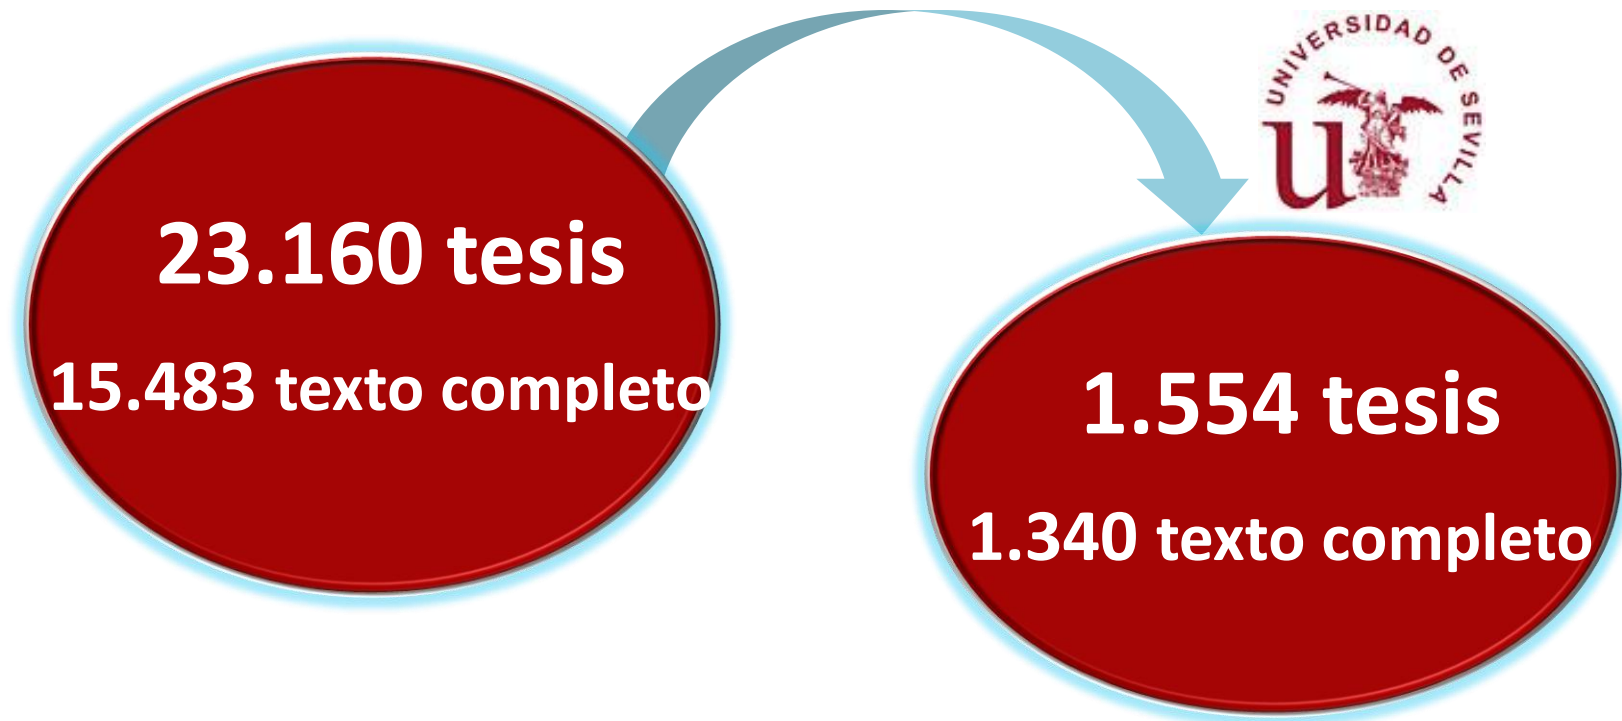 23.160 tesis
15.483 texto completo
UNIVERSIDAD DE SEVILLA
u
1.554 tesis
1.340 texto completo